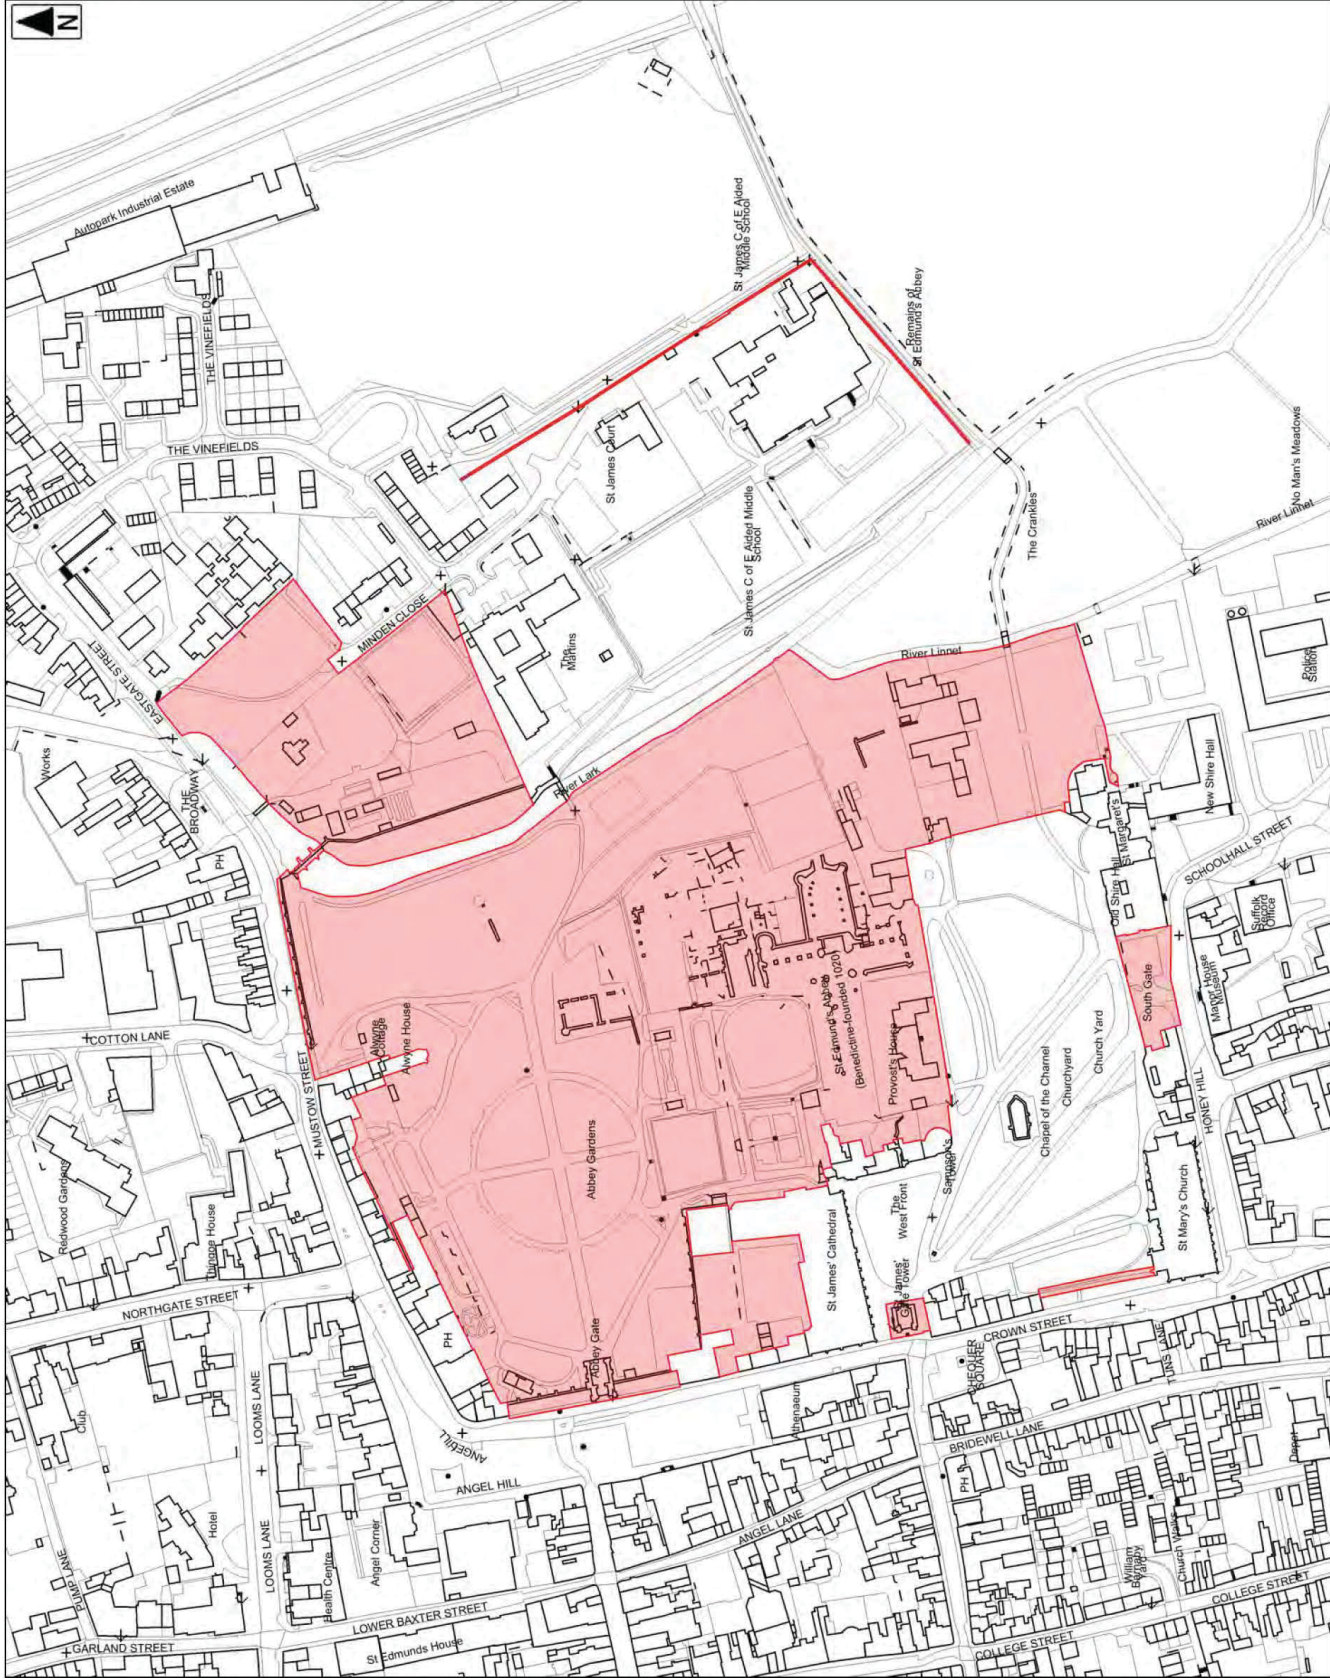 N
Autopark Industrial Estate
THE VINEFIELDS
THE VINEFIELDS
St James C of E Aided
Middle School
Remains of
St Edmund's Abbey
St James Court
St James C of E Aided Middle
School
The Crankles
No Man's Meadows
River Linnet
River Linnet
MINDEN CLOSE
The
Martins
EASTGATE STREET
Works
THE
BROADWAY
PH
River Lark
Police
Station
New Shire Hall
St Margaret's
Old Shire Hall
SCHOOLHALL STREET
Suffolk
Record
Office
Manor House
Museum
South Gate
HONEY HILL
COTTON LANE
MUSTOW STREET
Alwyne
Cottage
Alwyne House
St Edmund's Abbey
(Benedictine founded 1020)
Provost's House
Abbey Gardens
Church Yard
Churchyard
Chapel of the Charnel
Sampson's
Tower
The
West Front
St James' Cathedral
St Mary's Church
St James'
Gate Tower
Redwood Gardens
Thingoe House
NORTHGATE STREET
PH
Abbey Gate
CROWN STREET
CHEQUER
SQUARE
TUNS LANE
Club
LOOMS LANE
LOOMS LANE
ANGEL HILL
ANGEL HILL
Athenaeum
BRIDEWELL LANE
PH
Depot
Hotel
PUMP LANE
Health Centre
Angel Corner
ANGEL LANE
William
Barnaby
Yard
Church Walks
COLLEGE STREET
COLLEGE STREET
LOWER BAXTER STREET
St Edmunds House
GARLAND STREET